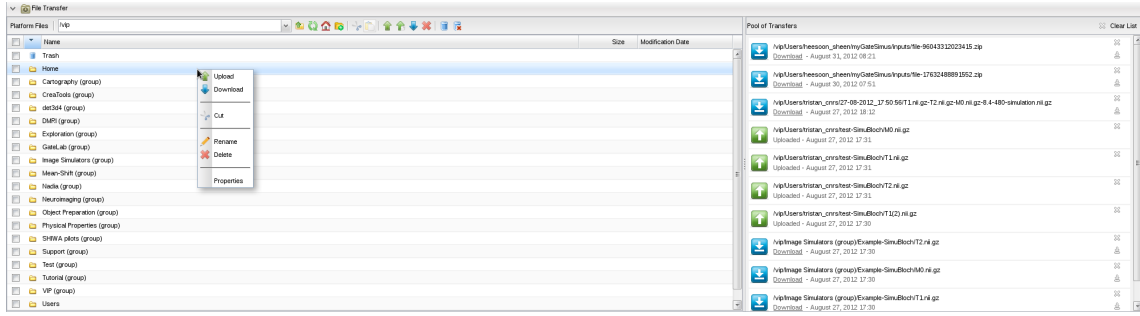 File Transfer
Platform Files /vip
Pool of Transfers Clear List
Name Size Modification Date
Trash
Home
Cartography (group)
CreaTools (group)
det3d4 (group)
DMRI (group)
Exploration (group)
GateLab (group)
Image Simulators (group)
Mean-Shift (group)
Nadia (group)
Neuroimaging (group)
Object Preparation (group)
Physical Properties (group)
SHIWA pilots (group)
Support (group)
Test (group)
Tutorial (group)
VIP (group)
Users
Upload
Download
Cut
Rename
Delete
Properties
/vip/Users/heesoon_sheen/myGateSimus/inputs/file-96043312023415.zip
Download - August 31, 2012 08:21
/vip/Users/heesoon_sheen/myGateSimus/inputs/file-17632488891552.zip
Download - August 30, 2012 07:51
/vip/Users/tristan_cnrs/27-08-2012_17:50:56/T1.nii.gz-T2.nii.gz-M0.nii.gz-8.4-480-simulation.nii.gz
Download - August 27, 2012 18:12
/vip/Users/tristan_cnrs/test-SimuBloch/M0.nii.gz
Uploaded - August 27, 2012 17:31
/vip/Users/tristan_cnrs/test-SimuBloch/T1.nii.gz
Uploaded - August 27, 2012 17:31
/vip/Users/tristan_cnrs/test-SimuBloch/T2.nii.gz
Uploaded - August 27, 2012 17:31
/vip/Users/tristan_cnrs/test-SimuBloch/T1(2).nii.gz
Uploaded - August 27, 2012 17:30
/vip/Image Simulators (group)/Example-SimuBloch/T2.nii.gz
Download - August 27, 2012 17:30
/vip/Image Simulators (group)/Example-SimuBloch/M0.nii.gz
Download - August 27, 2012 17:30
/vip/Image Simulators (group)/Example-SimuBloch/T1.nii.gz
Download - August 27, 2012 17:30